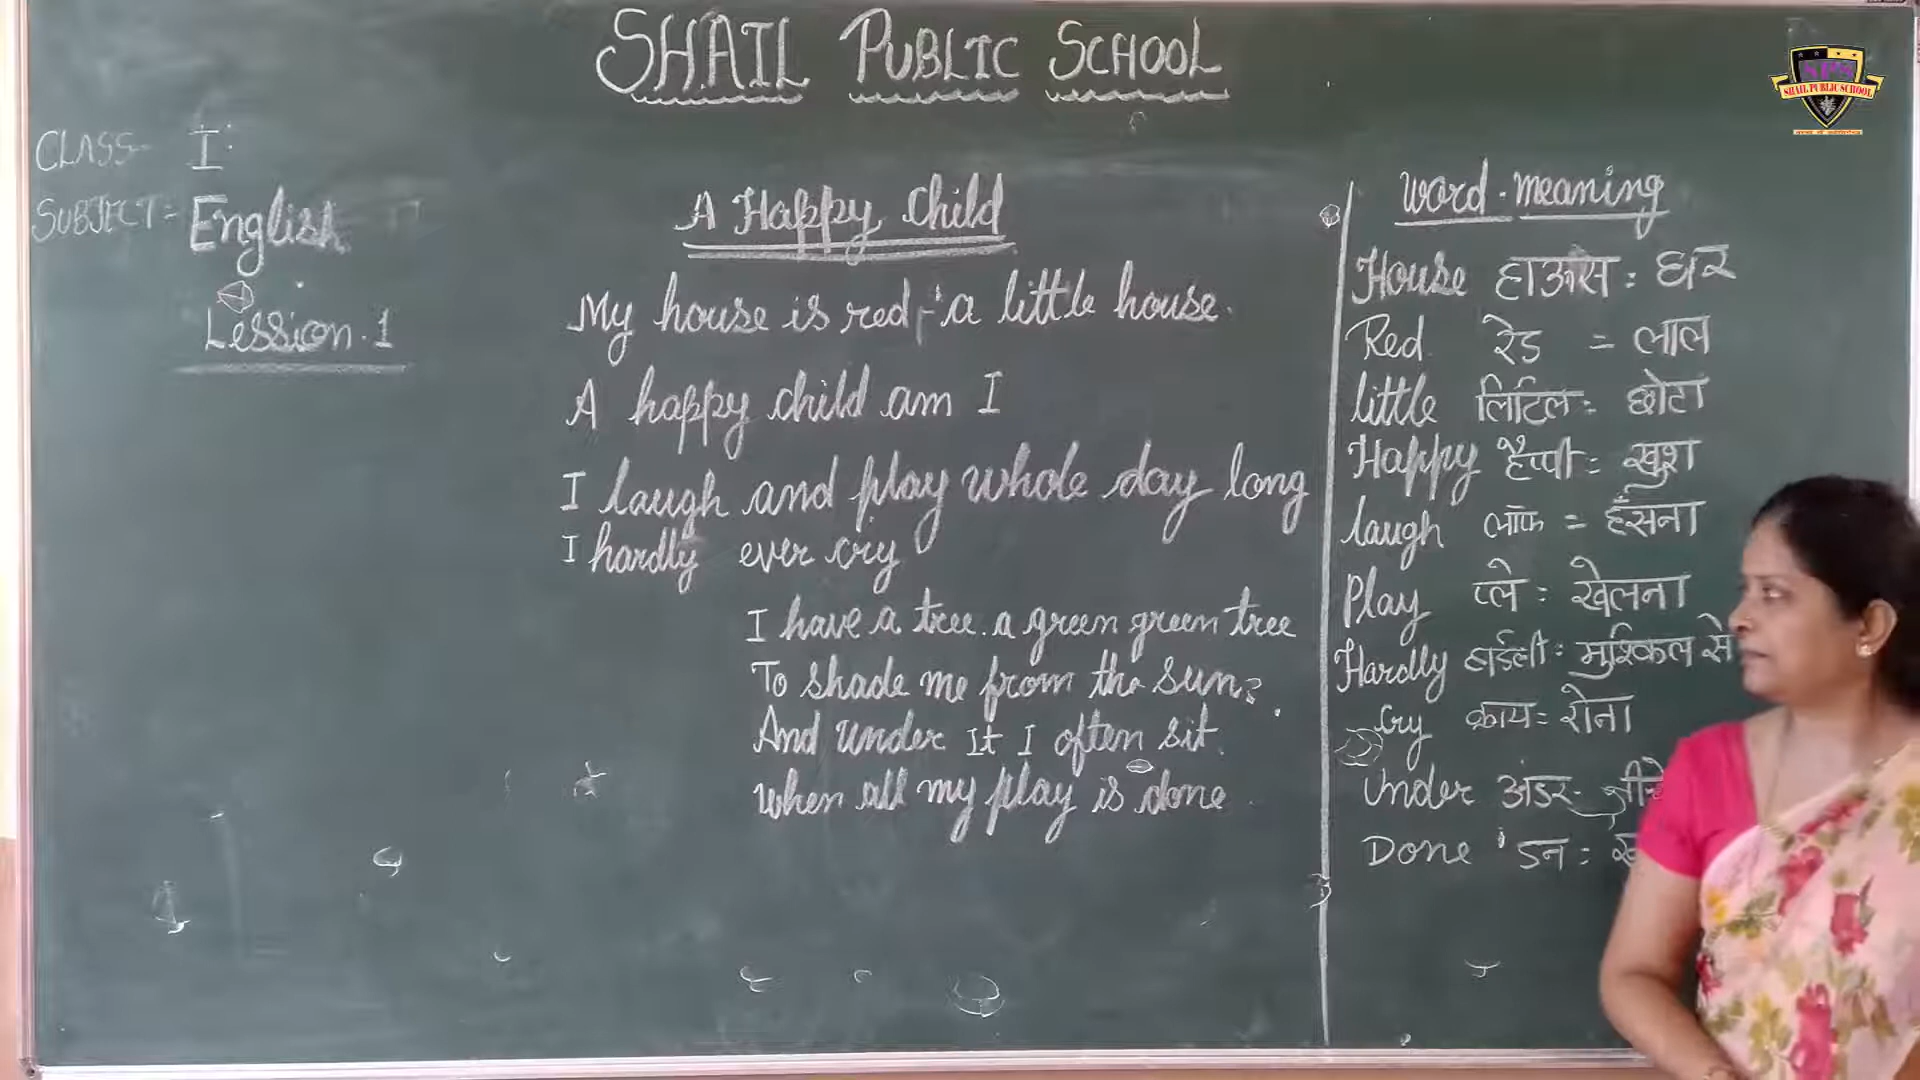 SHAIL PUBLIC SCHOOL
SPS
SHAIL PUBLIC SCHOOL
CLASS- I
SUBJECT = English
Lession.1
A Happy Child
My house is red - a little house.
A happy child am I
I laugh and play whole day long
I hardly ever cry
I have a tree. a green green tree
To shade me from the sun
And under It I often sit.
when all my play is done
word-meaning
House हाऊस : घर
Red रेड = लाल
little लिटिल = छोटा
Happy हैप्पी = खुश
laugh लॉफ = हँसना
Play प्ले : खेलना
Hardly हार्डली : मुश्किल से
Cry क्राय = रोना
Under अंडर - नीचे
Done डन :